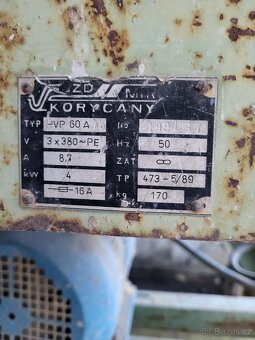 ZD
KORYČANY
TYP PVP 60 A
V 3x380~PE Hz 50
A 8,7 ZAT ∞
kW 4 TP 473-5/89
16A kg 170